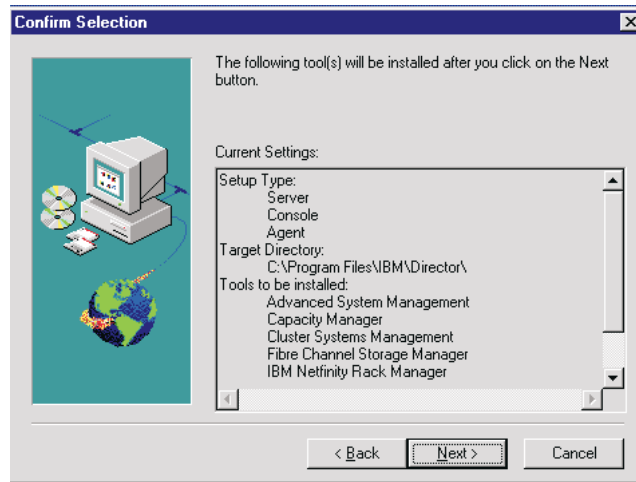 Confirm Selection
The following tool(s) will be installed after you click on the Next
button.
Current Settings:
Setup Type:
Server
Console
Agent
Target Directory:
C:\Program Files\IBM\Director\
Tools to be installed:
Advanced System Management
Capacity Manager
Cluster Systems Management
Fibre Channel Storage Manager
IBM Netfinity Rack Manager
< Back
Next >
Cancel